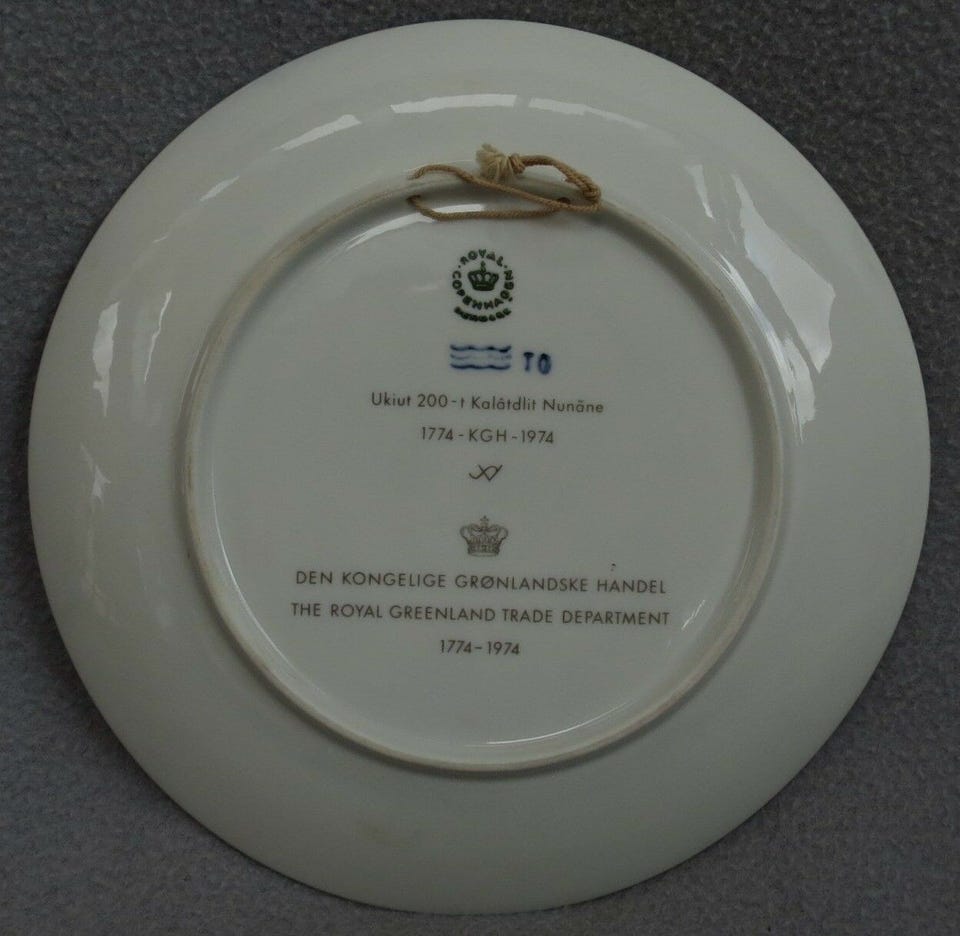 ROYAL
COPENHAGEN
DENMARK
TO
Ukiut 200-t Kalâtdlit Nunãne
1774-KGH-1974
DEN KONGELIGE GRØNLANDSKE HANDEL
THE ROYAL GREENLAND TRADE DEPARTMENT
1774-1974